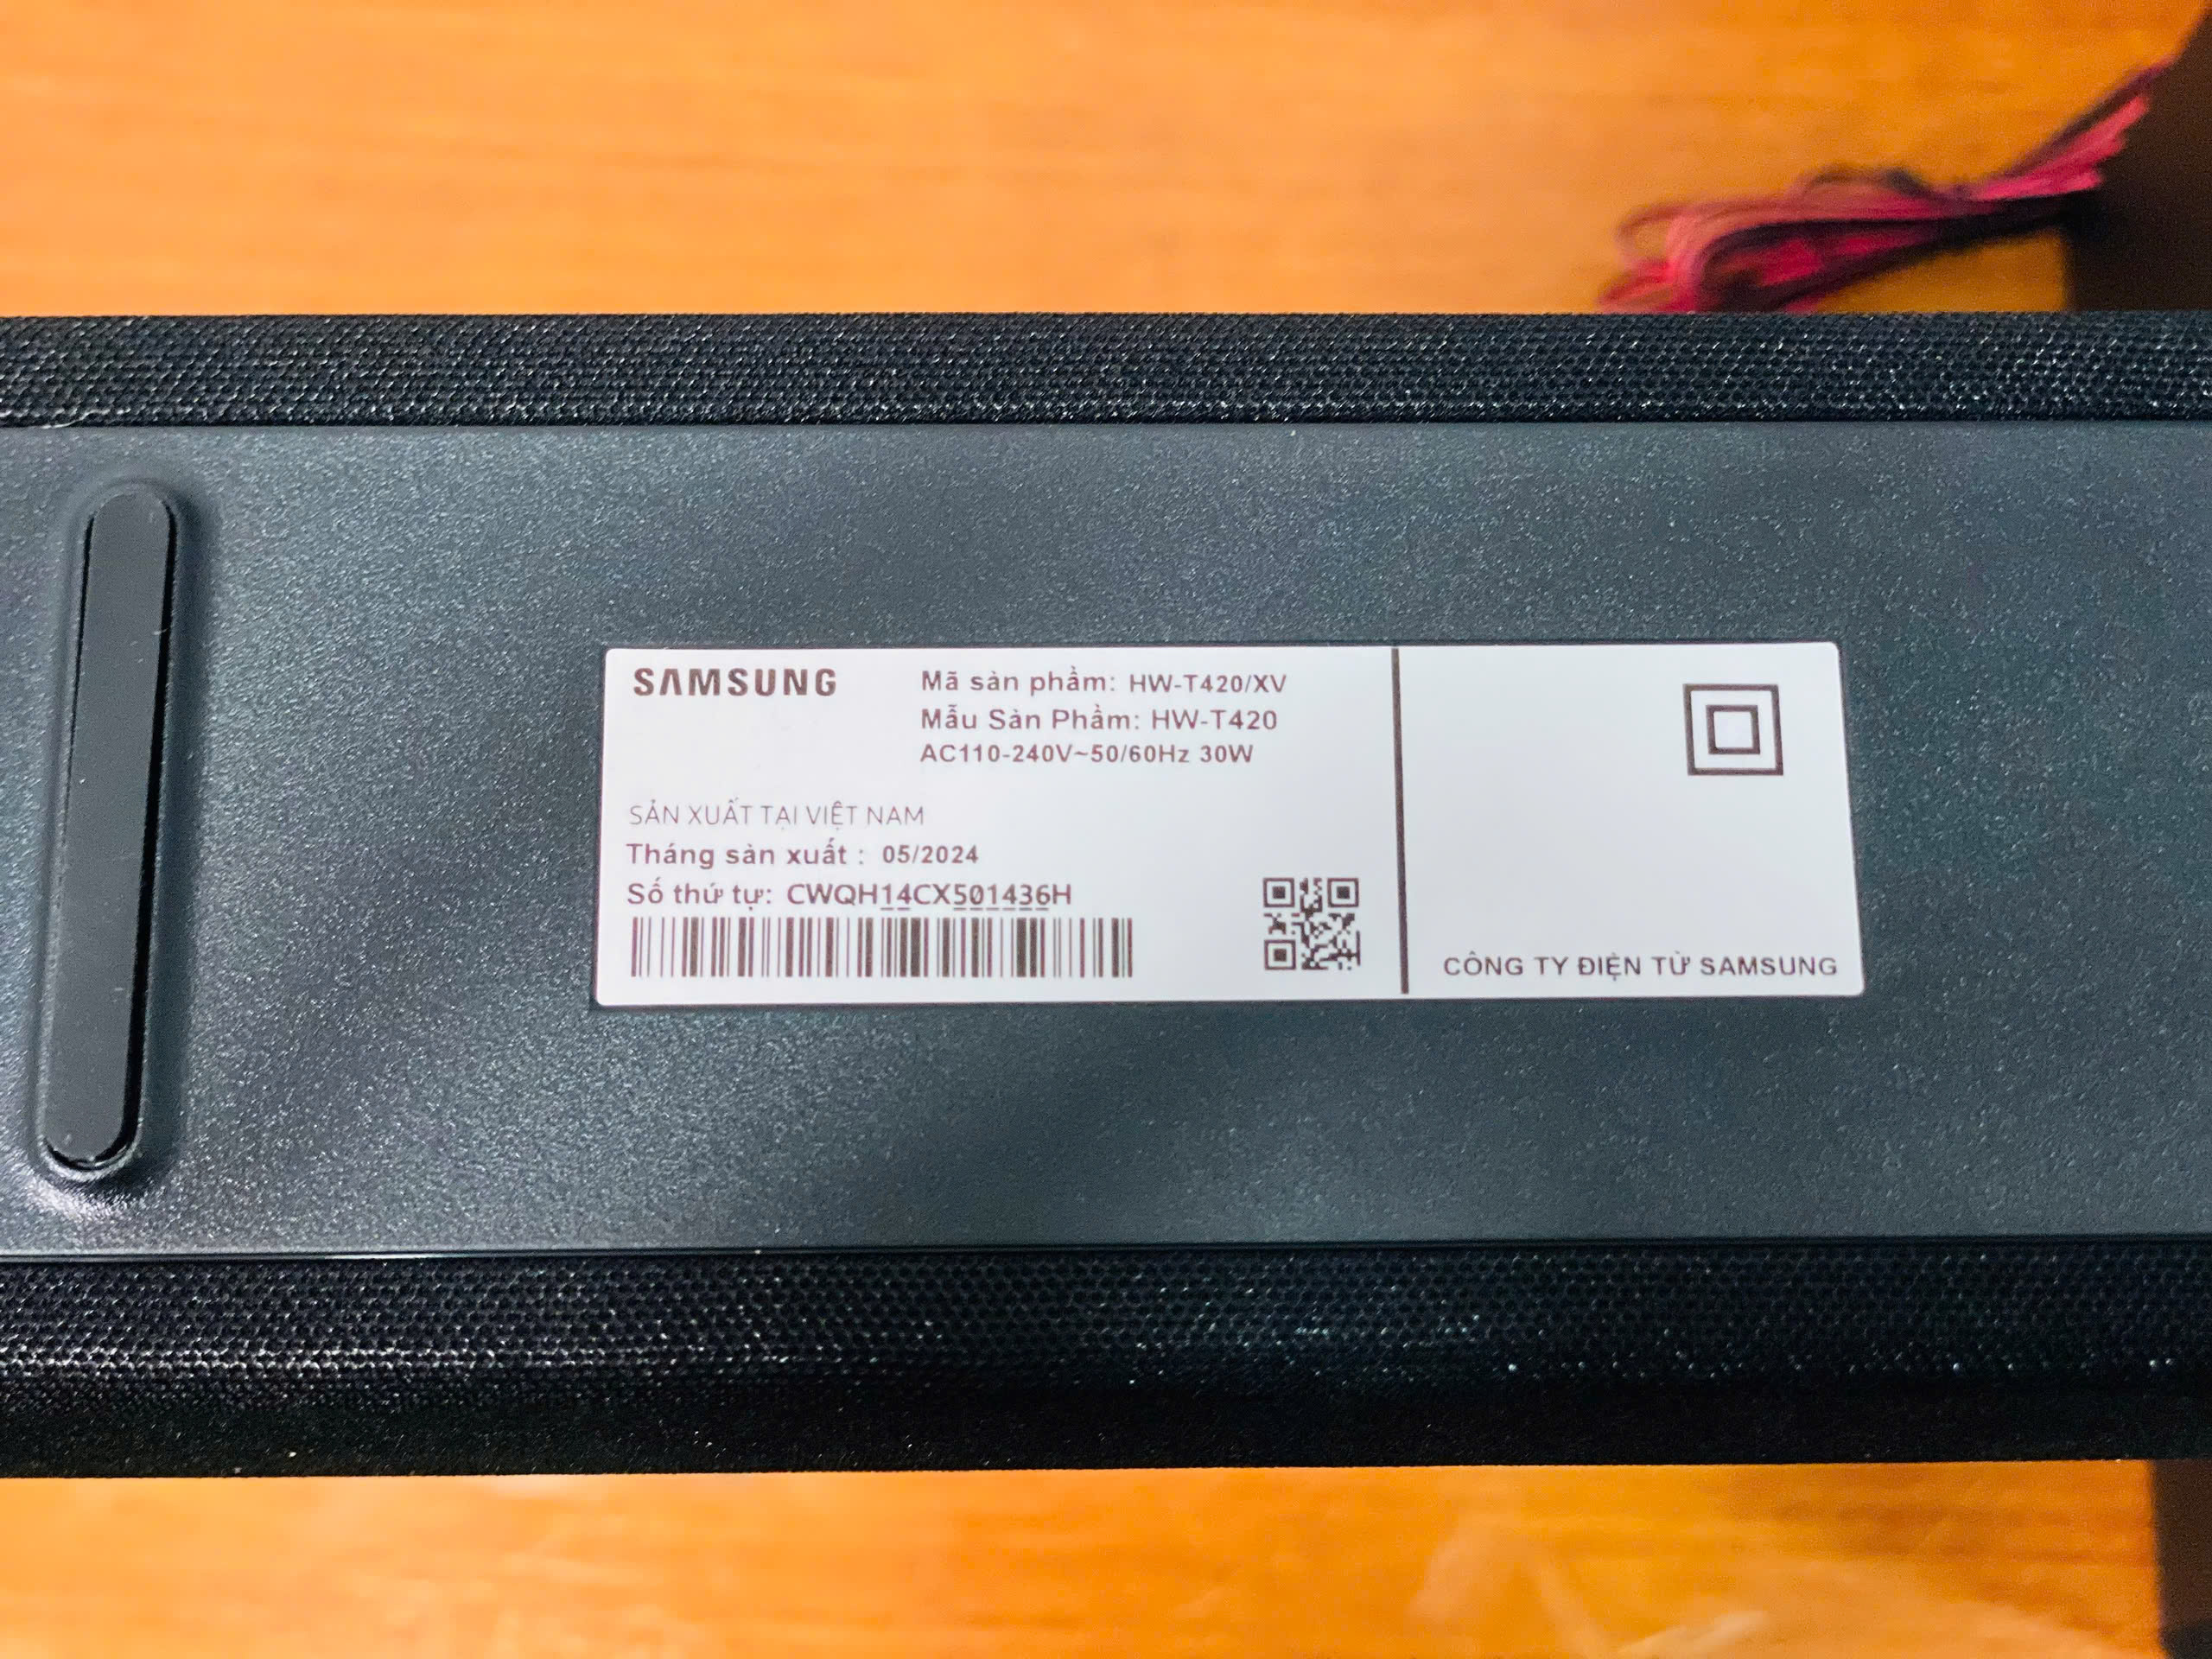 SAMSUNG
Mã sản phẩm: HW-T420/XV
Mẫu Sản Phẩm: HW-T420
AC110-240V~50/60Hz 30W
SẢN XUẤT TẠI VIỆT NAM
Tháng sản xuất : 05/2024
Số thứ tự: CWQH14CX501436H
CÔNG TY ĐIỆN TỬ SAMSUNG